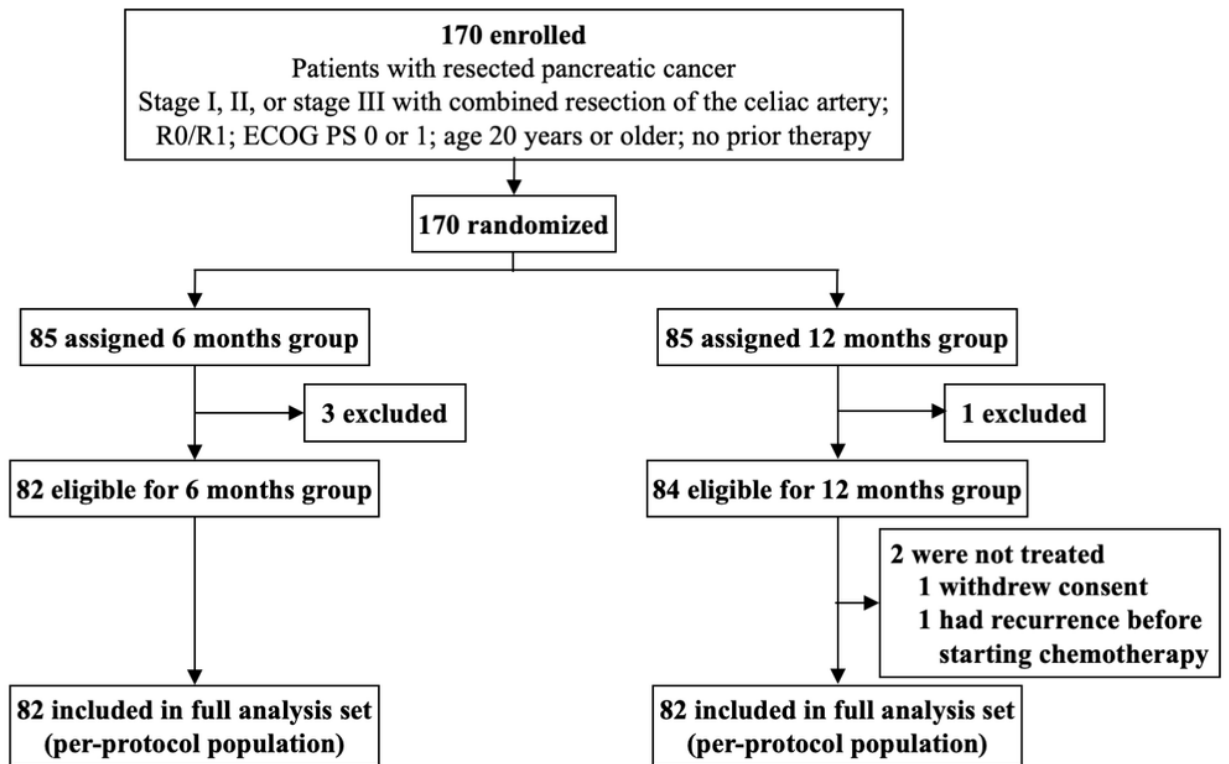 170 enrolled
Patients with resected pancreatic cancer
Stage I, II, or stage III with combined resection of the celiac artery;
R0/R1; ECOG PS 0 or 1; age 20 years or older; no prior therapy
170 randomized
85 assigned 6 months group
85 assigned 12 months group
3 excluded
1 excluded
82 eligible for 6 months group
84 eligible for 12 months group
2 were not treated
1 withdrew consent
1 had recurrence before
starting chemotherapy
82 included in full analysis set
(per-protocol population)
82 included in full analysis set
(per-protocol population)